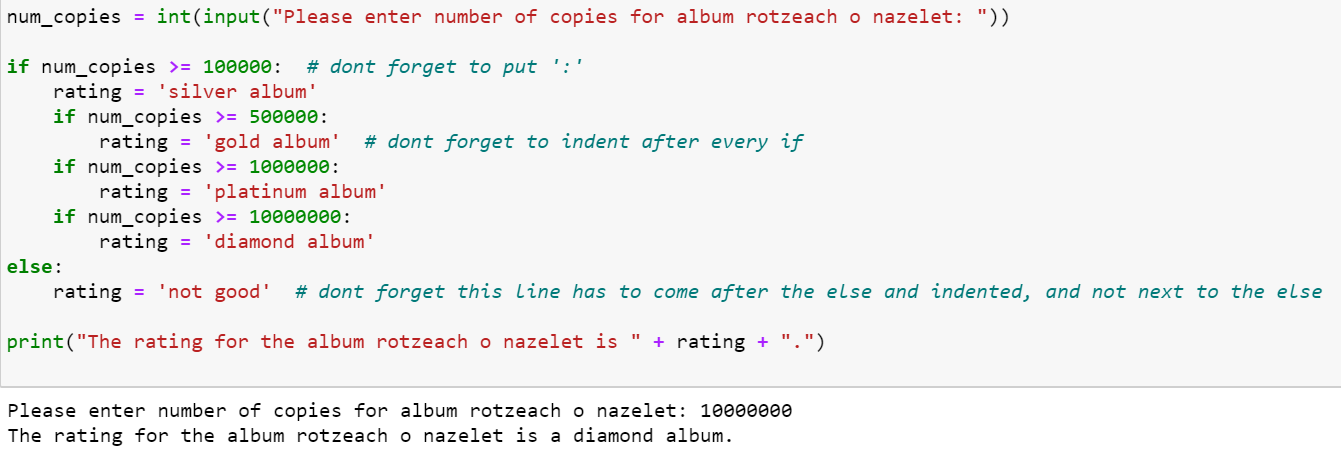 num_copies = int(input("Please enter number of copies for album rotzeach o nazelet: "))

if num_copies >= 100000:  # dont forget to put ':'
    rating = 'silver album'
    if num_copies >= 500000:
        rating = 'gold album'  # dont forget to indent after every if
    if num_copies >= 1000000:
        rating = 'platinum album'
    if num_copies >= 10000000:
        rating = 'diamond album'
else:
    rating = 'not good'  # dont forget this line has to come after the else and indented, and not next to the else

print("The rating for the album rotzeach o nazelet is " + rating + ".")

Please enter number of copies for album rotzeach o nazelet: 10000000
The rating for the album rotzeach o nazelet is a diamond album.